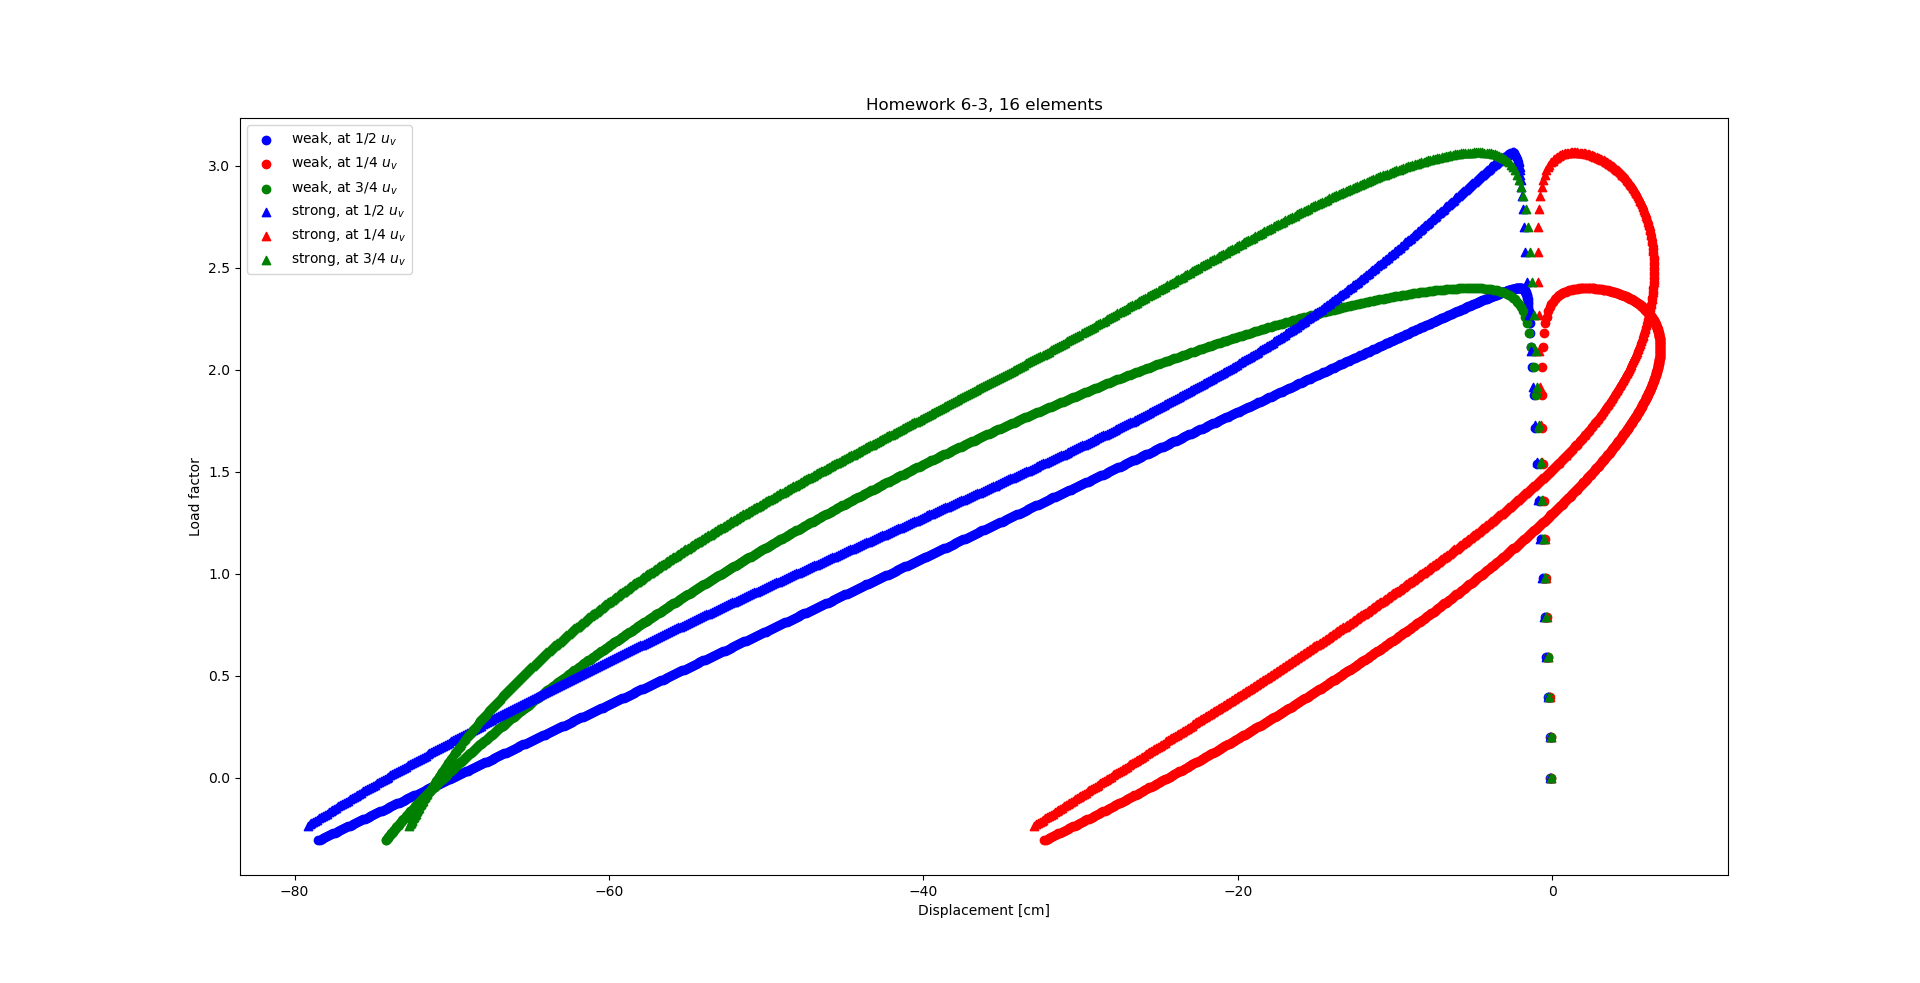 Homework 6-3, 16 elements
weak, at 1/2 u_v
weak, at 1/4 u_v
weak, at 3/4 u_v
strong, at 1/2 u_v
strong, at 1/4 u_v
strong, at 3/4 u_v
3.0
2.5
2.0
1.5
1.0
0.5
0.0
Load factor
−80
−60
−40
−20
0
Displacement [cm]